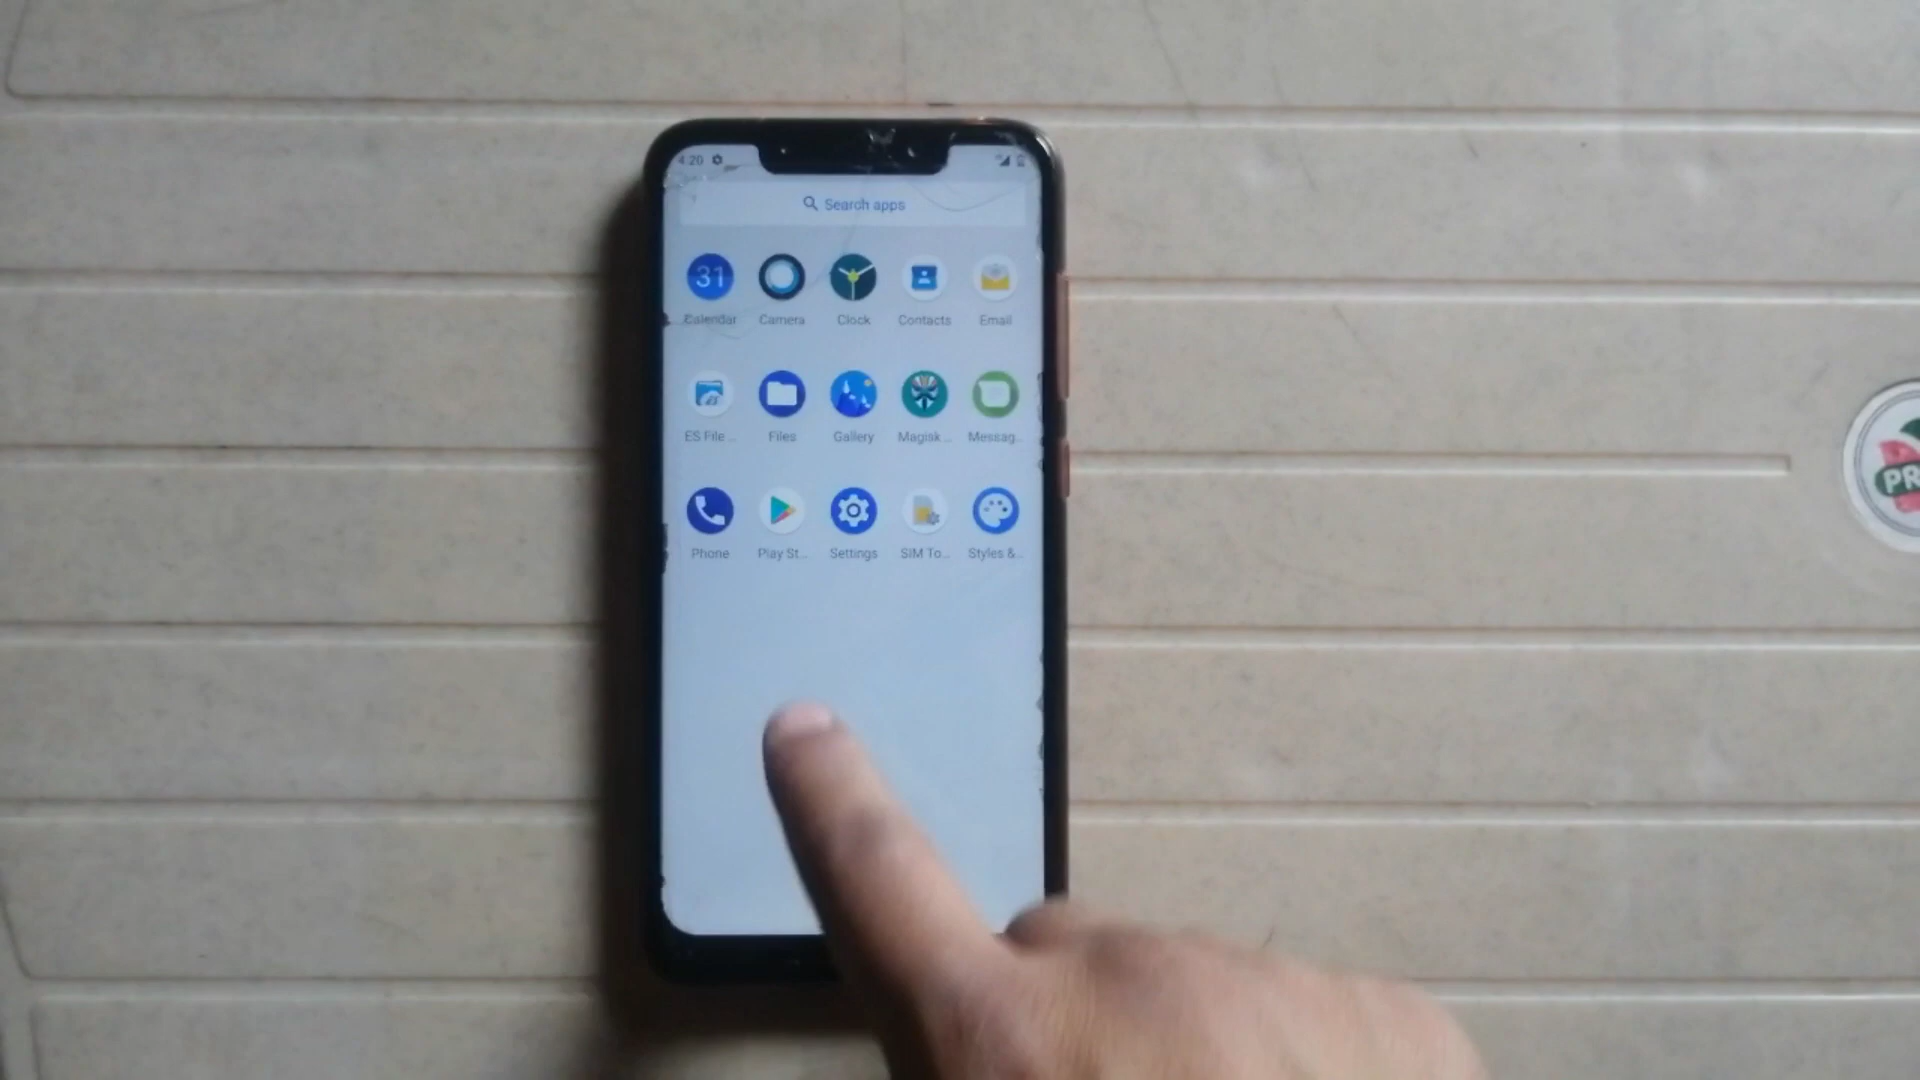 4:20
Search apps
31
Calendar Camera Clock Contacts Email
ES File ... Files Gallery Magisk ... Messag...
Phone Play St... Settings SIM To... Styles &...
PR